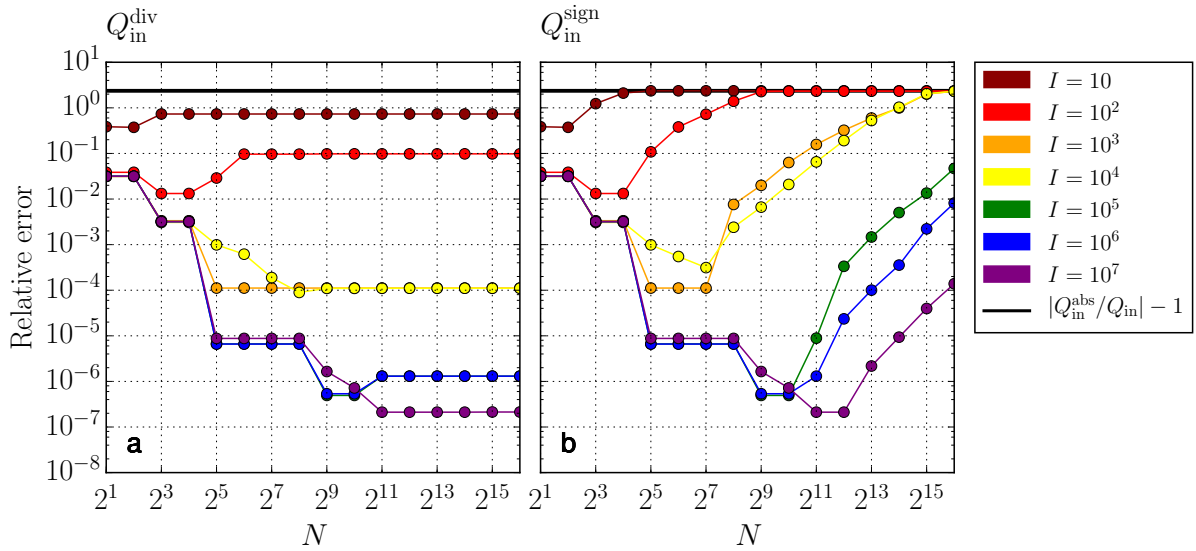 Q_in^div
Q_in^sign
Relative error
10^1
10^0
10^−1
10^−2
10^−3
10^−4
10^−5
10^−6
10^−7
10^−8
a
b
2^1 2^3 2^5 2^7 2^9 2^11 2^13 2^15
2^1 2^3 2^5 2^7 2^9 2^11 2^13 2^15
N
N
I = 10
I = 10^2
I = 10^3
I = 10^4
I = 10^5
I = 10^6
I = 10^7
|Q_in^abs/Q_in| − 1